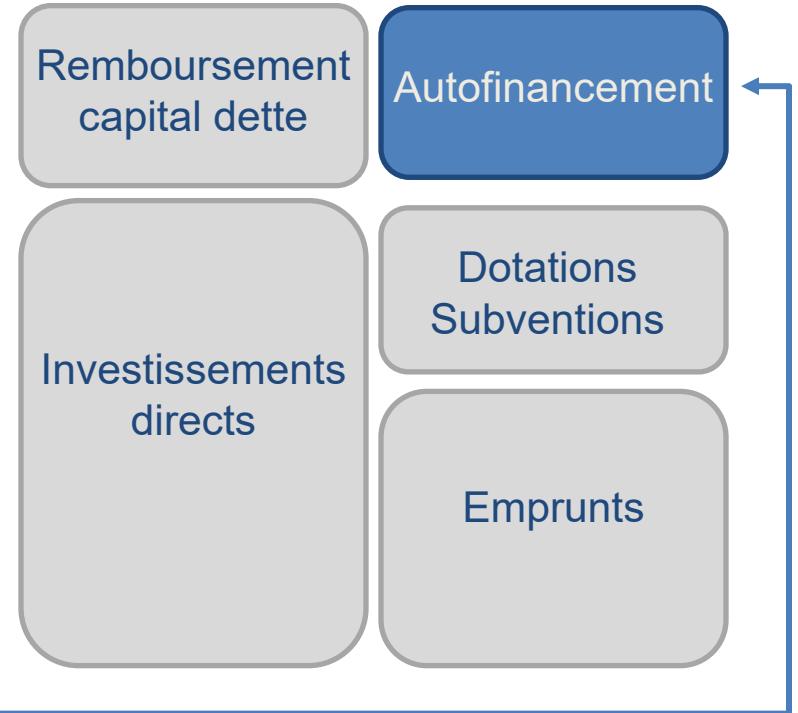 Remboursement
capital dette
Autofinancement
Investissements
directs
Dotations
Subventions
Emprunts